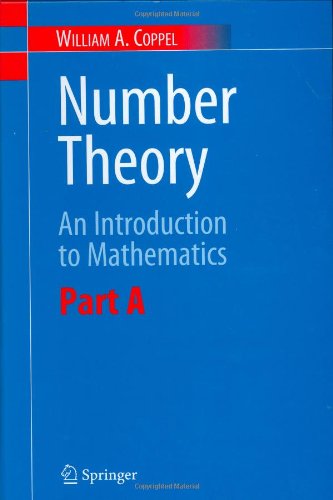 WILLIAM A. COPPEL
Number
Theory
An Introduction
to Mathematics
Part A
Springer